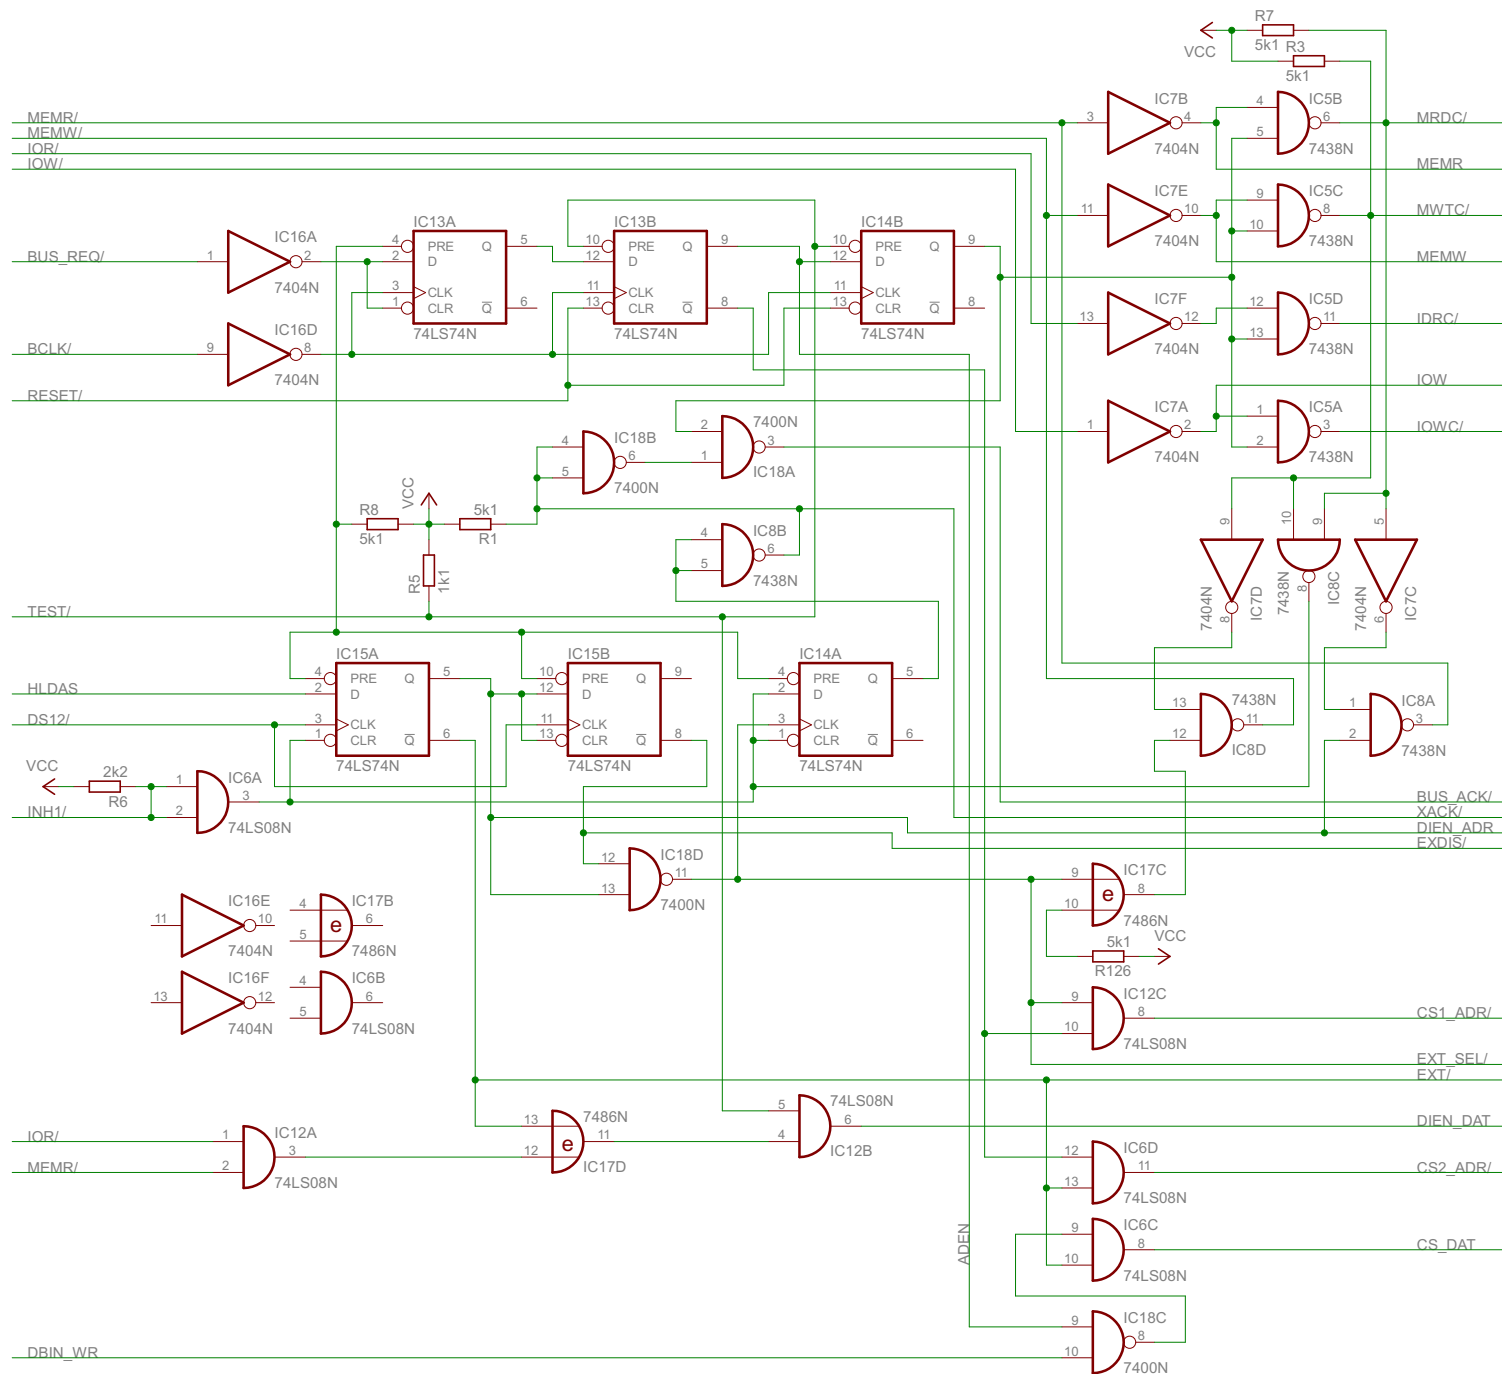 R7
5k1
R3
5k1
VCC
MEMR/
MEMW/
IOR/
IOW/
IC7B
3 4
7404N
IC5B
4
5
6
7438N
MRDC/
MEMR
IC7E
11 10
7404N
IC5C
9
10
8
7438N
MWTC/
MEMW
BUS_REQ/
IC16A
1 2
7404N
IC13A
4 PRE Q 5
2 D
3 CLK
1 CLR Q 6
74LS74N
IC13B
10 PRE Q 9
12 D
11 CLK
13 CLR Q 8
74LS74N
IC14B
10 PRE Q 9
12 D
11 CLK
13 CLR Q 8
74LS74N
IC7F
13 12
7404N
IC5D
12
13
11
7438N
IDRC/
BCLK/
IC16D
9 8
7404N
RESET/
IOW
IC7A
1 2
7404N
IC5A
1
2
3
7438N
IOWC/
IC18B
4
5
6
7400N
7400N
2
1
3
IC18A
VCC
R8
5k1
5k1
R1
R5
1k1
IC8B
4
5
6
7438N
9
7404N
8
IC7D
10
9
7438N
8
IC8C
5
7404N
6
IC7C
TEST/
HLDAS
DS12/
IC15A
4 PRE Q 5
2 D
3 CLK
1 CLR Q 6
74LS74N
IC15B
10 PRE Q 9
12 D
11 CLK
13 CLR Q 8
74LS74N
IC14A
4 PRE Q 5
2 D
3 CLK
1 CLR Q 6
74LS74N
7438N
13
12
11
IC8D
IC8A
1
2
3
7438N
VCC
2k2
R6
INH1/
IC6A
1
2
3
74LS08N
BUS_ACK/
XACK/
DIEN_ADR
EXDIS/
IC18D
12
13
11
7400N
IC17C
9
10
e
8
7486N
5k1
R126
VCC
IC16E
11 10
7404N
IC17B
4
5
e
6
7486N
IC16F
13 12
7404N
IC6B
4
5
6
74LS08N
IC12C
9
10
8
74LS08N
CS1_ADR/
EXT_SEL/
EXT/
IOR/
MEMR/
IC12A
1
2
3
74LS08N
7486N
13
12
e
11
IC17D
74LS08N
5
4
6
IC12B
DIEN_DAT
IC6D
12
13
11
74LS08N
CS2_ADR/
ADEN
IC6C
9
10
8
74LS08N
CS_DAT
IC18C
9
10
8
7400N
DBIN_WR